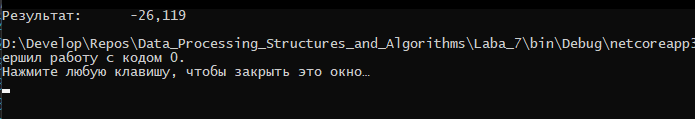 Результат: -26,119
D:\Develop\Repos\Data_Processing_Structures_and_Algorithms\Laba_7\bin\Debug\netcoreapp3
ершил работу с кодом 0.
Нажмите любую клавишу, чтобы закрыть это окно…